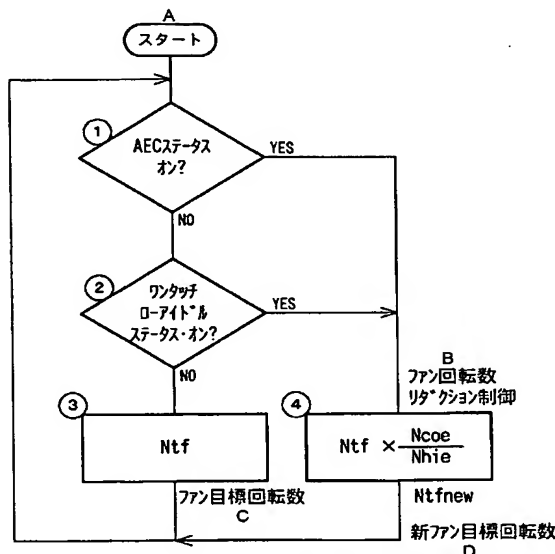 A
スタート
①
AECステータス
オン?
YES
NO
②
ワンタッチ
ローアイドル
ステータス・オン?
YES
NO
B
ファン回転数
リダクション制御
③
Ntf
④
Ntf × Ncoe
Nhie
ファン目標回転数
C
Ntfnew
新ファン目標回転数
D